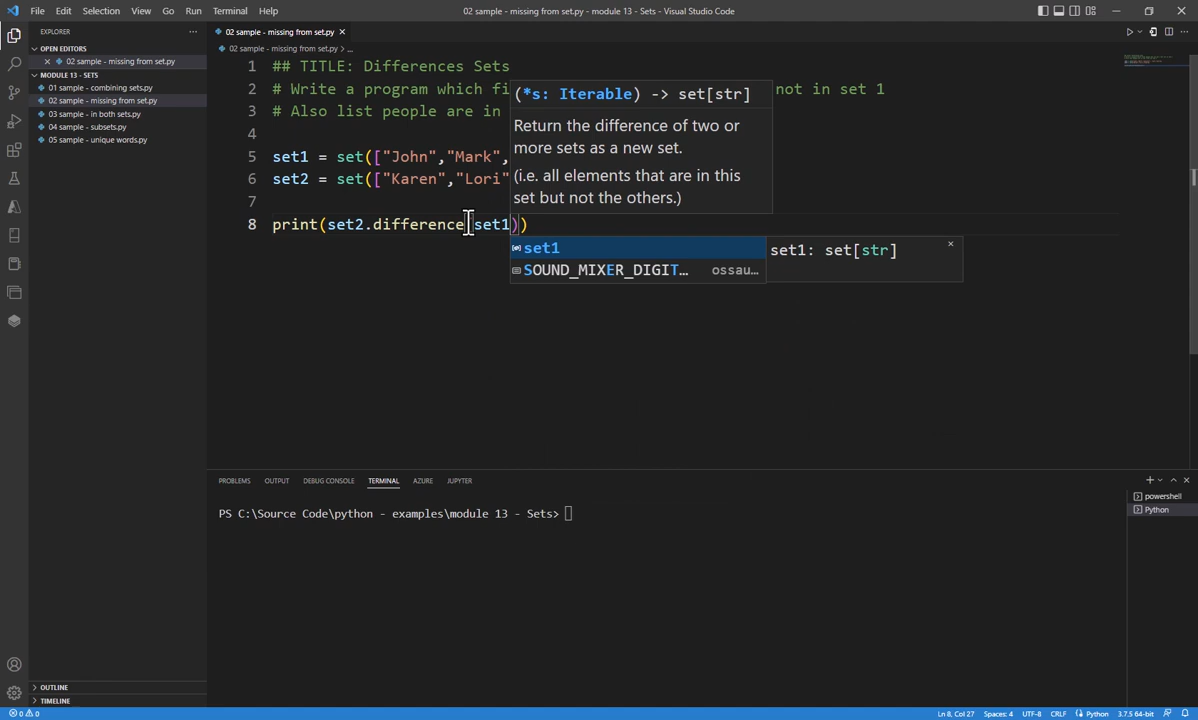 File Edit Selection View Go Run Terminal Help
02 sample - missing from set.py - module 13 - Sets - Visual Studio Code
EXPLORER
OPEN EDITORS
02 sample - missing from set.py
MODULE 13 - SETS
01 sample - combining sets.py
02 sample - missing from set.py
03 sample - in both sets.py
04 sample - subsets.py
05 sample - unique words.py
OUTLINE
TIMELINE
02 sample - missing from set.py
02 sample - missing from set.py > ...
1 ## TITLE: Differences Sets
2 # Write a program which fi not in set 1
3 # Also list people are in
4
5 set1 = set(["John","Mark",
6 set2 = set(["Karen","Lori"
7
8 print(set2.difference(set1))
(*s: Iterable) -> set[str]
Return the difference of two or
more sets as a new set.
(i.e. all elements that are in this
set but not the others.)
set1
set1: set[str]
SOUND_MIXER_DIGIT… ossau…
PROBLEMS OUTPUT DEBUG CONSOLE TERMINAL AZURE JUPYTER
PS C:\Source Code\python - examples\module 13 - Sets>
powershell
Python
0 0
Ln 8, Col 27 Spaces: 4 UTF-8 CRLF Python 3.7.5 64-bit